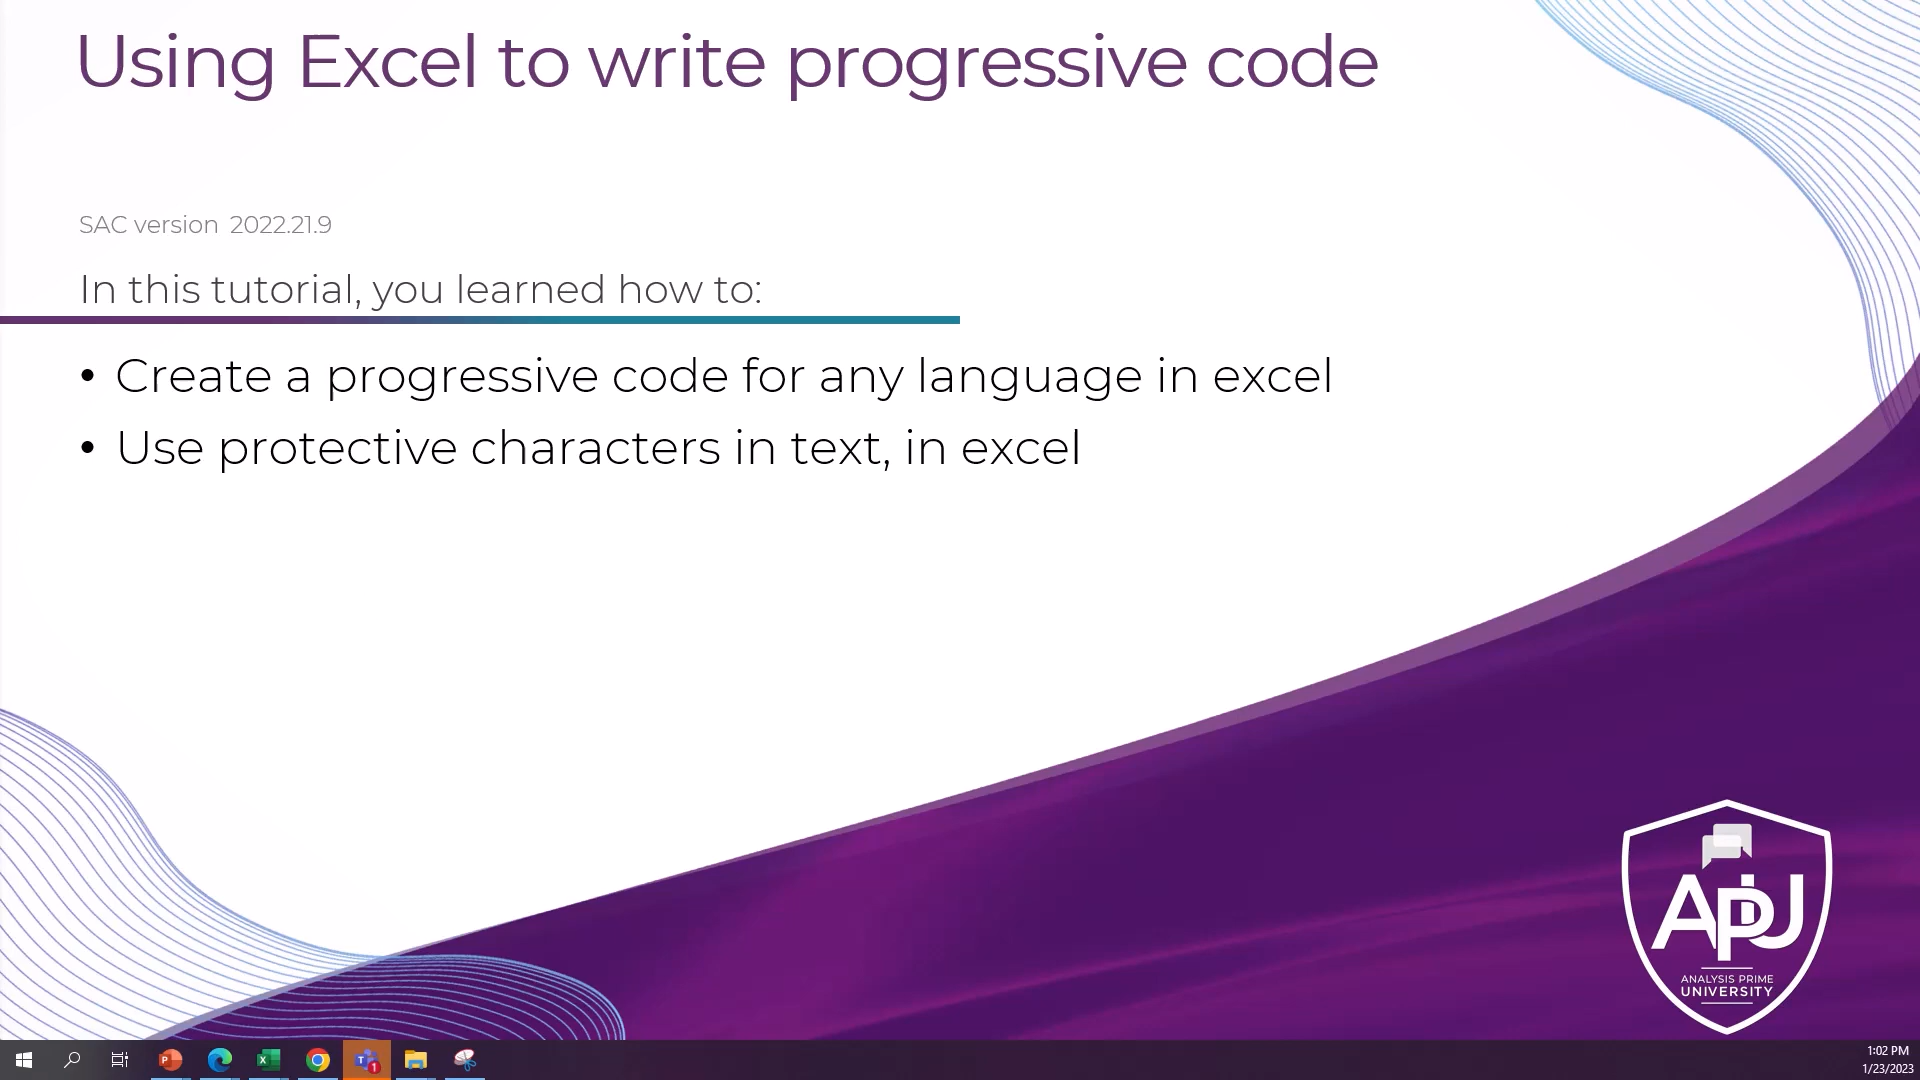 Using Excel to write progressive code
SAC version 2022.21.9
In this tutorial, you learned how to:
• Create a progressive code for any language in excel
• Use protective characters in text, in excel
APU
ANALYSIS PRIME
UNIVERSITY
1:02 PM
1/23/2023